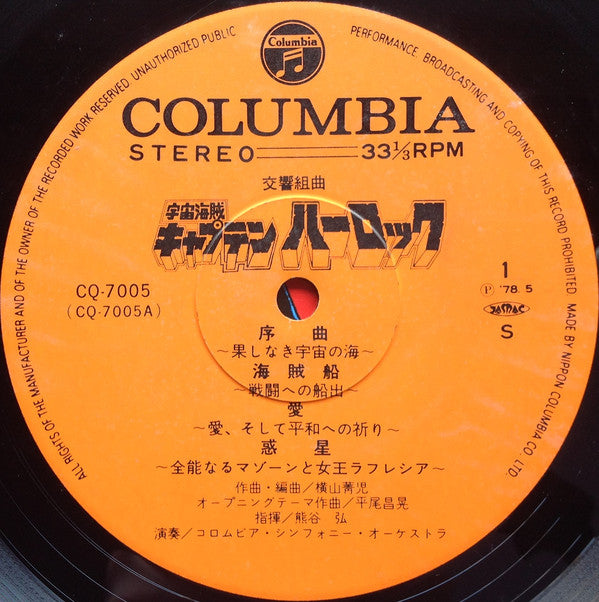 ALL RIGHTS OF THE MANUFACTURER AND OF THE OWNER OF THE RECORDED WORK RESERVED. UNAUTHORIZED PUBLIC PERFORMANCE, BROADCASTING AND COPYING OF THIS RECORD PROHIBITED MADE BY NIPPON COLUMBIA CO., LTD.
Columbia
COLUMBIA
STEREO 33 1/3 RPM
交響組曲
宇宙海賊
キャプテン ハーロック
CQ-7005
(CQ-7005A)
1
Ⓟ '78. 5
JASRAC
S
序曲
～果しなき宇宙の海～
海賊船
～戦闘への船出～
愛
～愛、そして平和への祈り～
惑星
～全能なるマゾーンと女王ラフレシア～
作曲・編曲／横山菁児
オープニングテーマ作曲／平尾昌晃
指揮／熊谷 弘
演奏／コロムビア・シンフォニー・オーケストラ